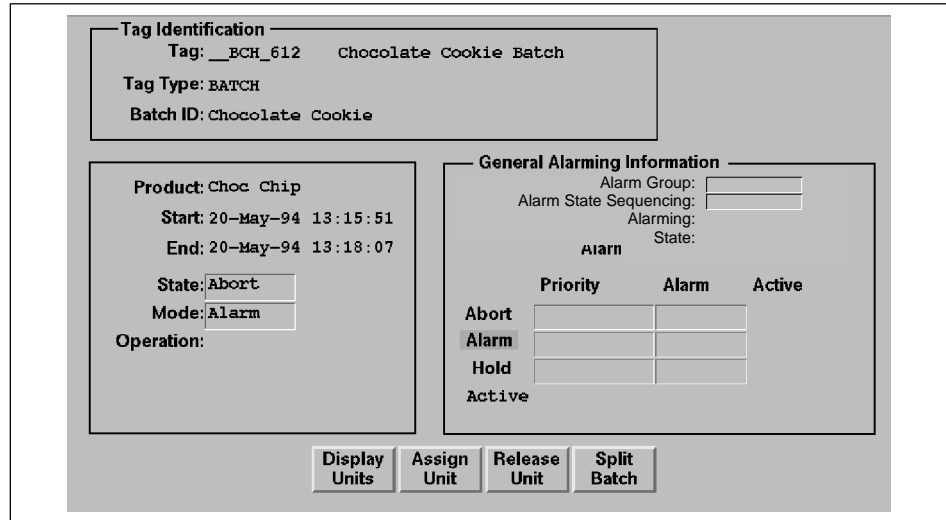 Tag Identification
Tag: __BCH_612 Chocolate Cookie Batch
Tag Type: BATCH
Batch ID: Chocolate Cookie
Product: Choc Chip
Start: 20-May-94 13:15:51
End: 20-May-94 13:18:07
State: Abort
Mode: Alarm
Operation:
General Alarming Information
Alarm Group:
Alarm State Sequencing:
Alarming:
State:
Alarm
Priority Alarm Active
Abort
Alarm
Hold
Active
Display Units
Assign Unit
Release Unit
Split Batch